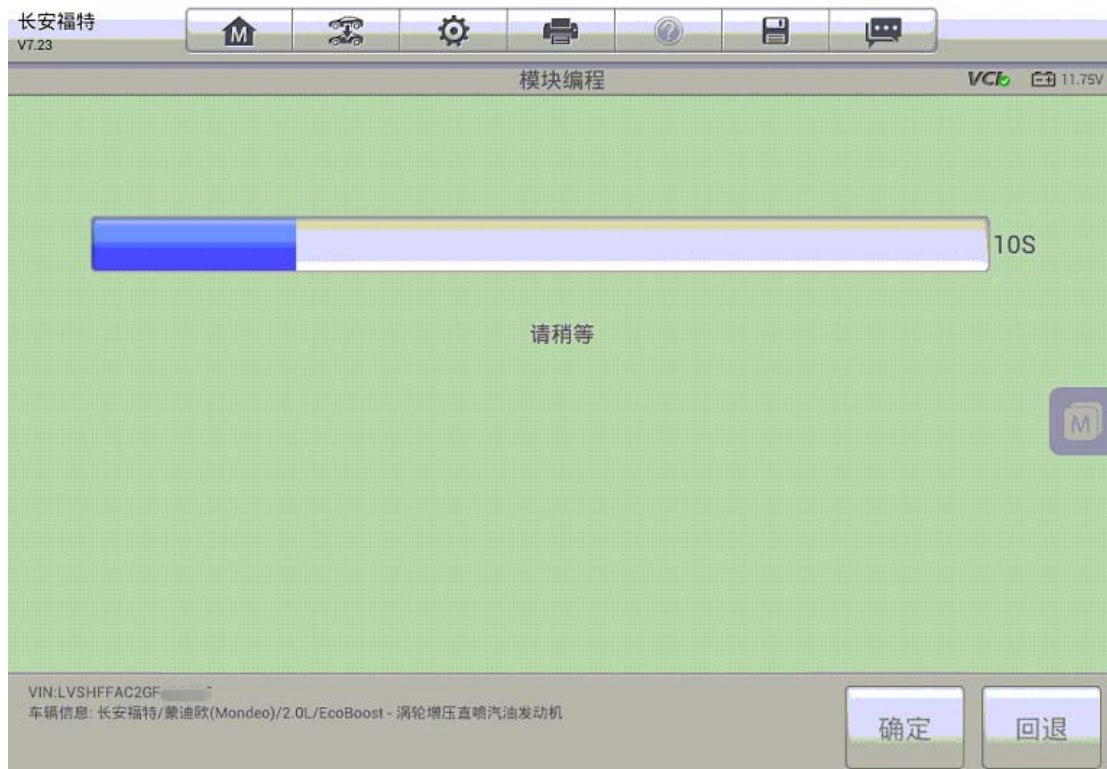 长安福特
V7.23
M
模块编程
VCI
11.75V
10S
请稍等
M
VIN:LVSHFFAC2GF
车辆信息: 长安福特/蒙迪欧(Mondeo)/2.0L/EcoBoost - 涡轮增压直喷汽油发动机
确定
回退